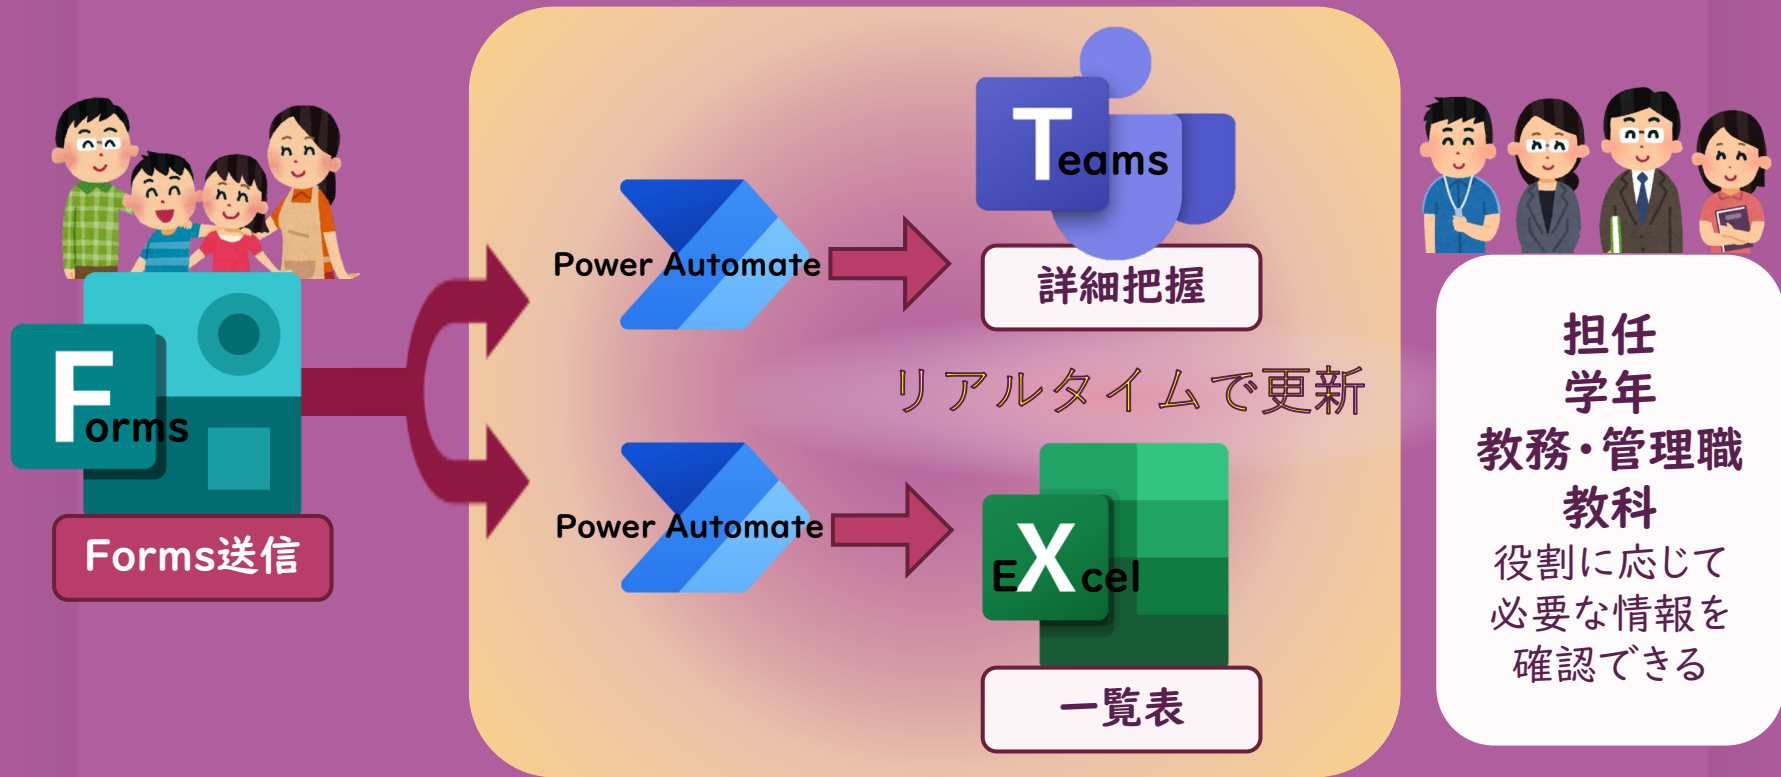 Forms
Forms送信
Power Automate
Teams
詳細把握
リアルタイムで更新
Power Automate
Excel
一覧表
担任
学年
教務・管理職
教科
役割に応じて
必要な情報を
確認できる